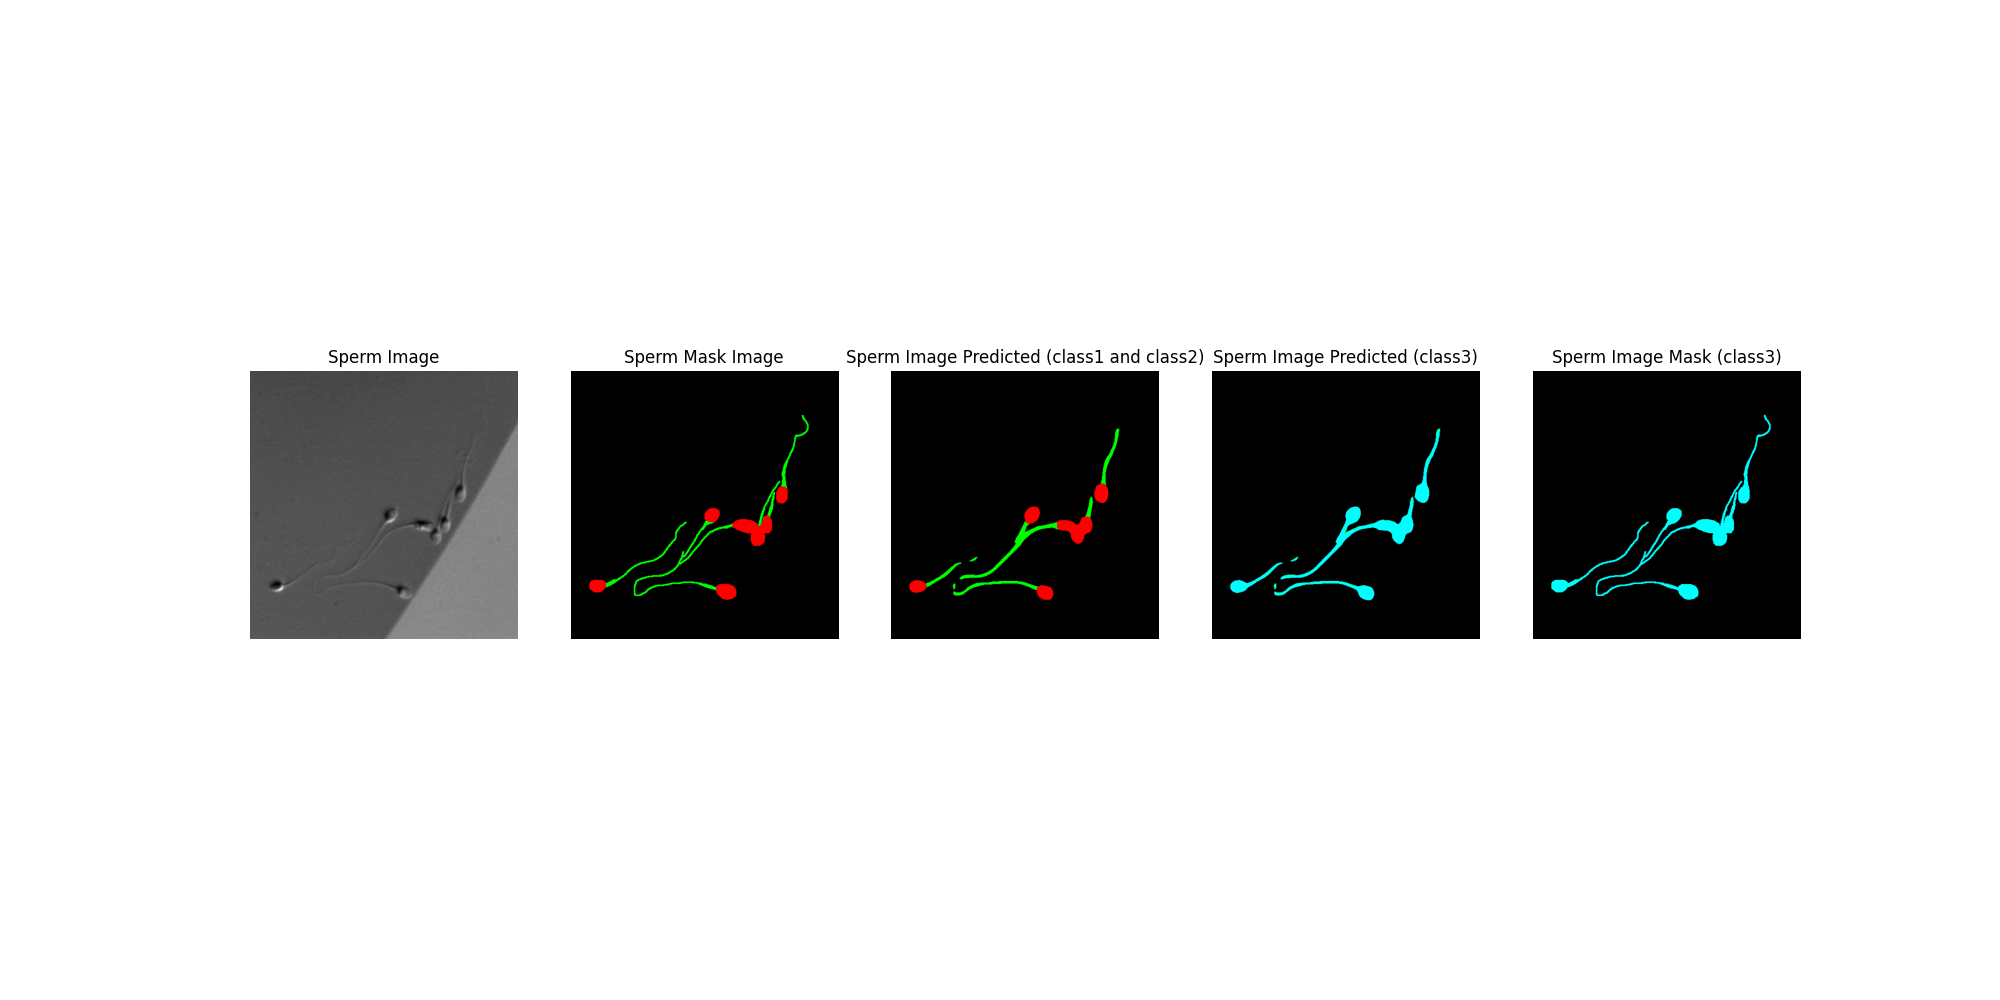 Sperm Image
Sperm Mask Image
Sperm Image Predicted (class1 and class2)
Sperm Image Predicted (class3)
Sperm Image Mask (class3)